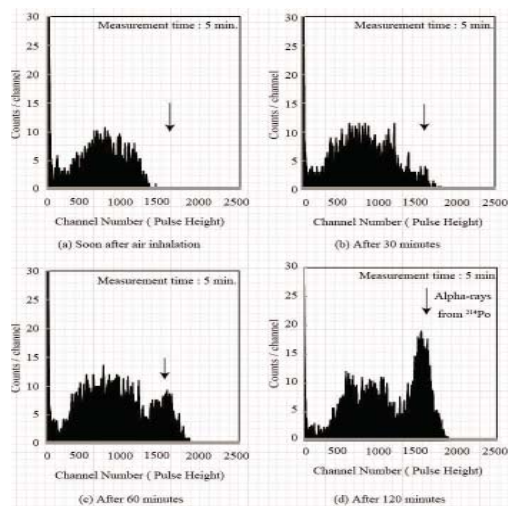 30
25
20
15
10
5
0
Counts / channel
Measurement time : 5 min.
0 500 1000 1500 2000 2500
Channel Number ( Pulse Height)
(a) Soon after air inhalation
30
25
20
15
10
5
0
Counts / channel
Measurement time : 5 min.
0 500 1000 1500 2000 2500
Channel Number ( Pulse Height)
(b) After 30 minutes
30
25
20
15
10
5
0
Counts / channel
Measurement time : 5 min.
0 500 1000 1500 2000 2500
Channel Number ( Pulse Height)
(c) After 60 minutes
30
25
20
15
10
5
0
Counts / channel
Measurement time : 5 min.
Alpha-rays
from ²¹⁴Po
0 500 1000 1500 2000 2500
Channel Number ( Pulse Height)
(d) After 120 minutes